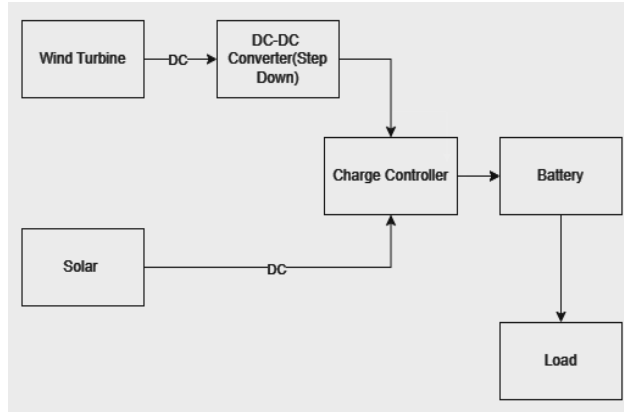 Wind Turbine
DC
DC-DC
Converter(Step
Down)
Charge Controller
Battery
Solar
DC
Load